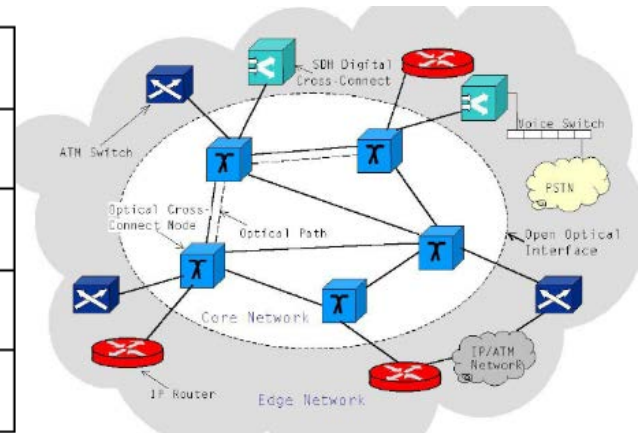 SDH Digital
Cross-Connect
ATM Switch
Voice Switch
PSTN
Optical Cross-
Connect Node
Optical Path
Open Optical
Interface
Core Network
IP/ATM
Network
IP Router
Edge Network